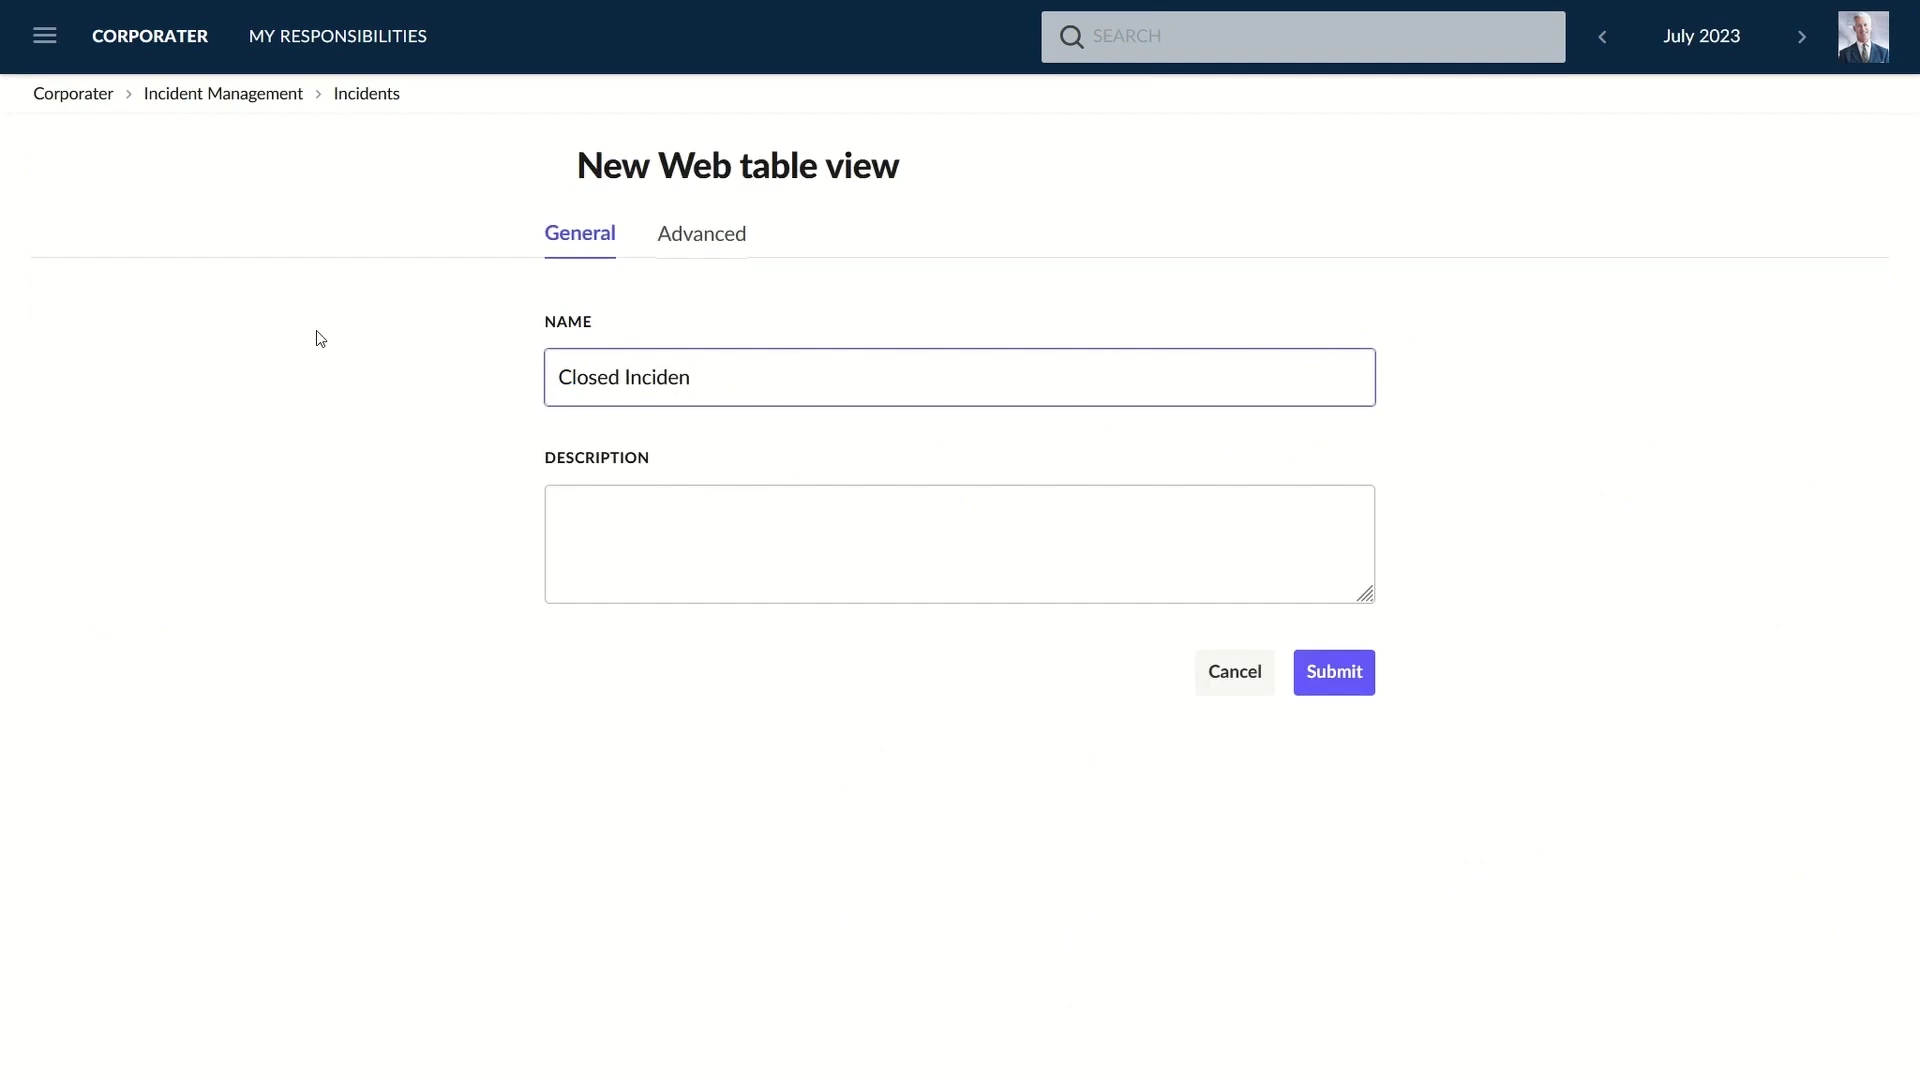 CORPORATER
MY RESPONSIBILITIES
SEARCH
July 2023
Corporater > Incident Management > Incidents
New Web table view
General
Advanced
NAME
Closed Inciden
DESCRIPTION
Cancel
Submit